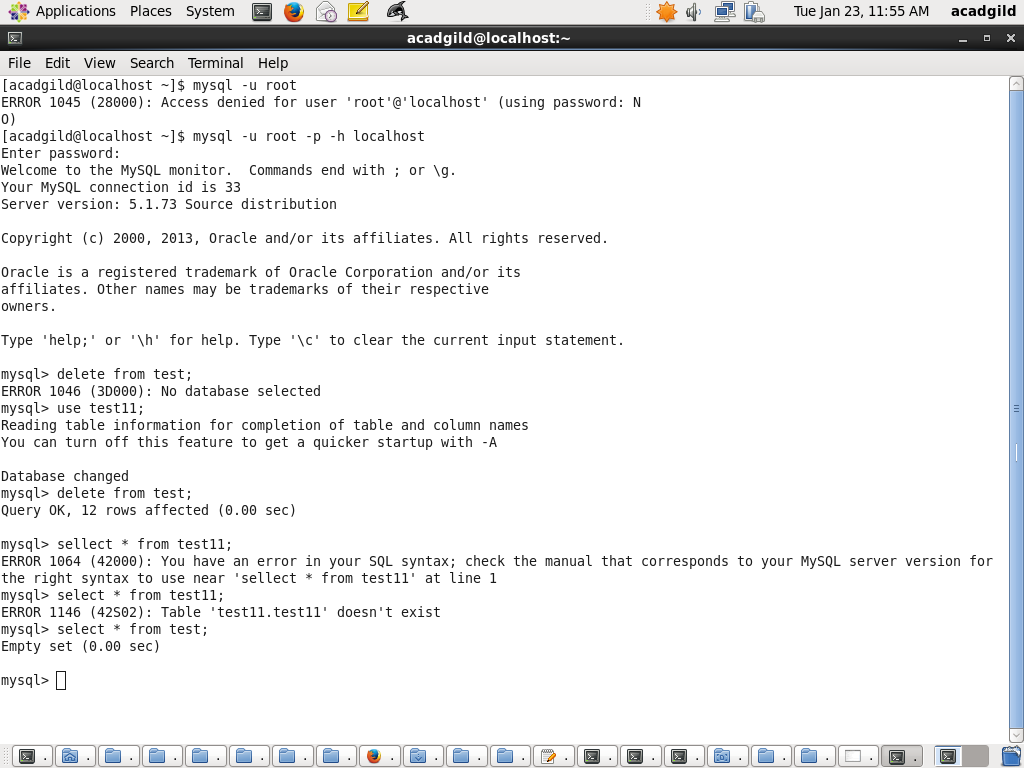 Applications Places System Tue Jan 23, 11:55 AM acadgild
acadgild@localhost:~
File Edit View Search Terminal Help
[acadgild@localhost ~]$ mysql -u root
ERROR 1045 (28000): Access denied for user 'root'@'localhost' (using password: N
O)
[acadgild@localhost ~]$ mysql -u root -p -h localhost
Enter password:
Welcome to the MySQL monitor.  Commands end with ; or \g.
Your MySQL connection id is 33
Server version: 5.1.73 Source distribution
Copyright (c) 2000, 2013, Oracle and/or its affiliates. All rights reserved.
Oracle is a registered trademark of Oracle Corporation and/or its
affiliates. Other names may be trademarks of their respective
owners.
Type 'help;' or '\h' for help. Type '\c' to clear the current input statement.
mysql> delete from test;
ERROR 1046 (3D000): No database selected
mysql> use test11;
Reading table information for completion of table and column names
You can turn off this feature to get a quicker startup with -A
Database changed
mysql> delete from test;
Query OK, 12 rows affected (0.00 sec)
mysql> sellect * from test11;
ERROR 1064 (42000): You have an error in your SQL syntax; check the manual that corresponds to your MySQL server version for
the right syntax to use near 'sellect * from test11' at line 1
mysql> select * from test11;
ERROR 1146 (42S02): Table 'test11.test11' doesn't exist
mysql> select * from test;
Empty set (0.00 sec)
mysql>